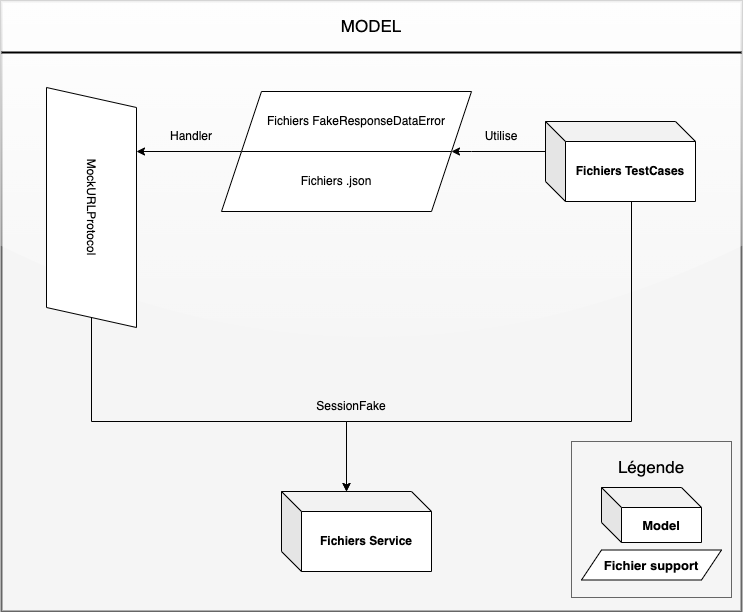 MODEL
Fichiers FakeResponseDataError
Handler
Utilise
Fichiers TestCases
Fichiers .json
MockURLProtocol
SessionFake
Fichiers Service
Légende
Model
Fichier support